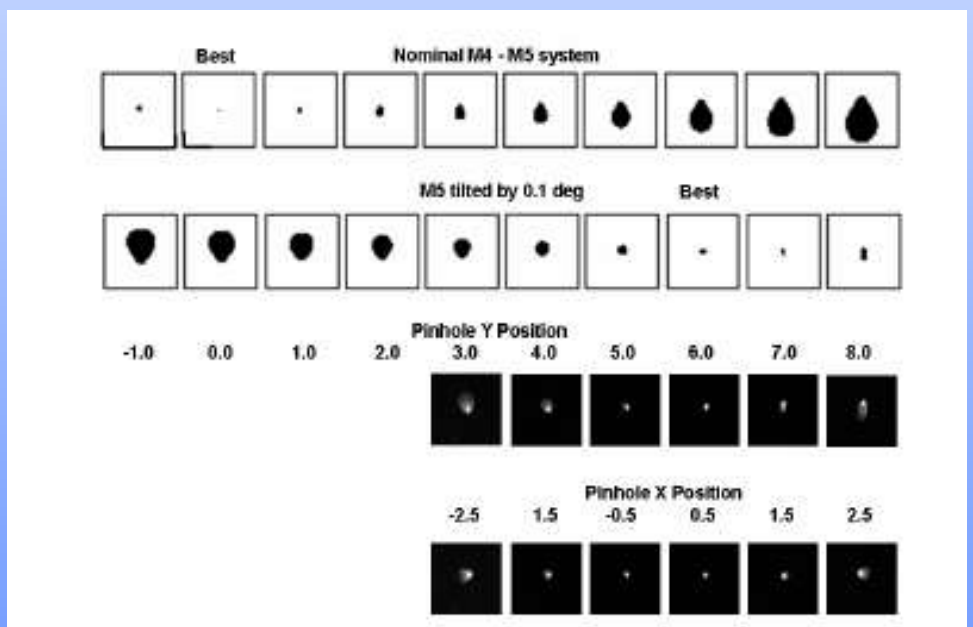 Best Nominal M4 - M5 system
M5 tilted by 0.1 deg Best
Pinhole Y Position
-1.0 0.0 1.0 2.0 3.0 4.0 5.0 6.0 7.0 8.0
Pinhole X Position
-2.5 1.5 -0.5 0.5 1.5 2.5